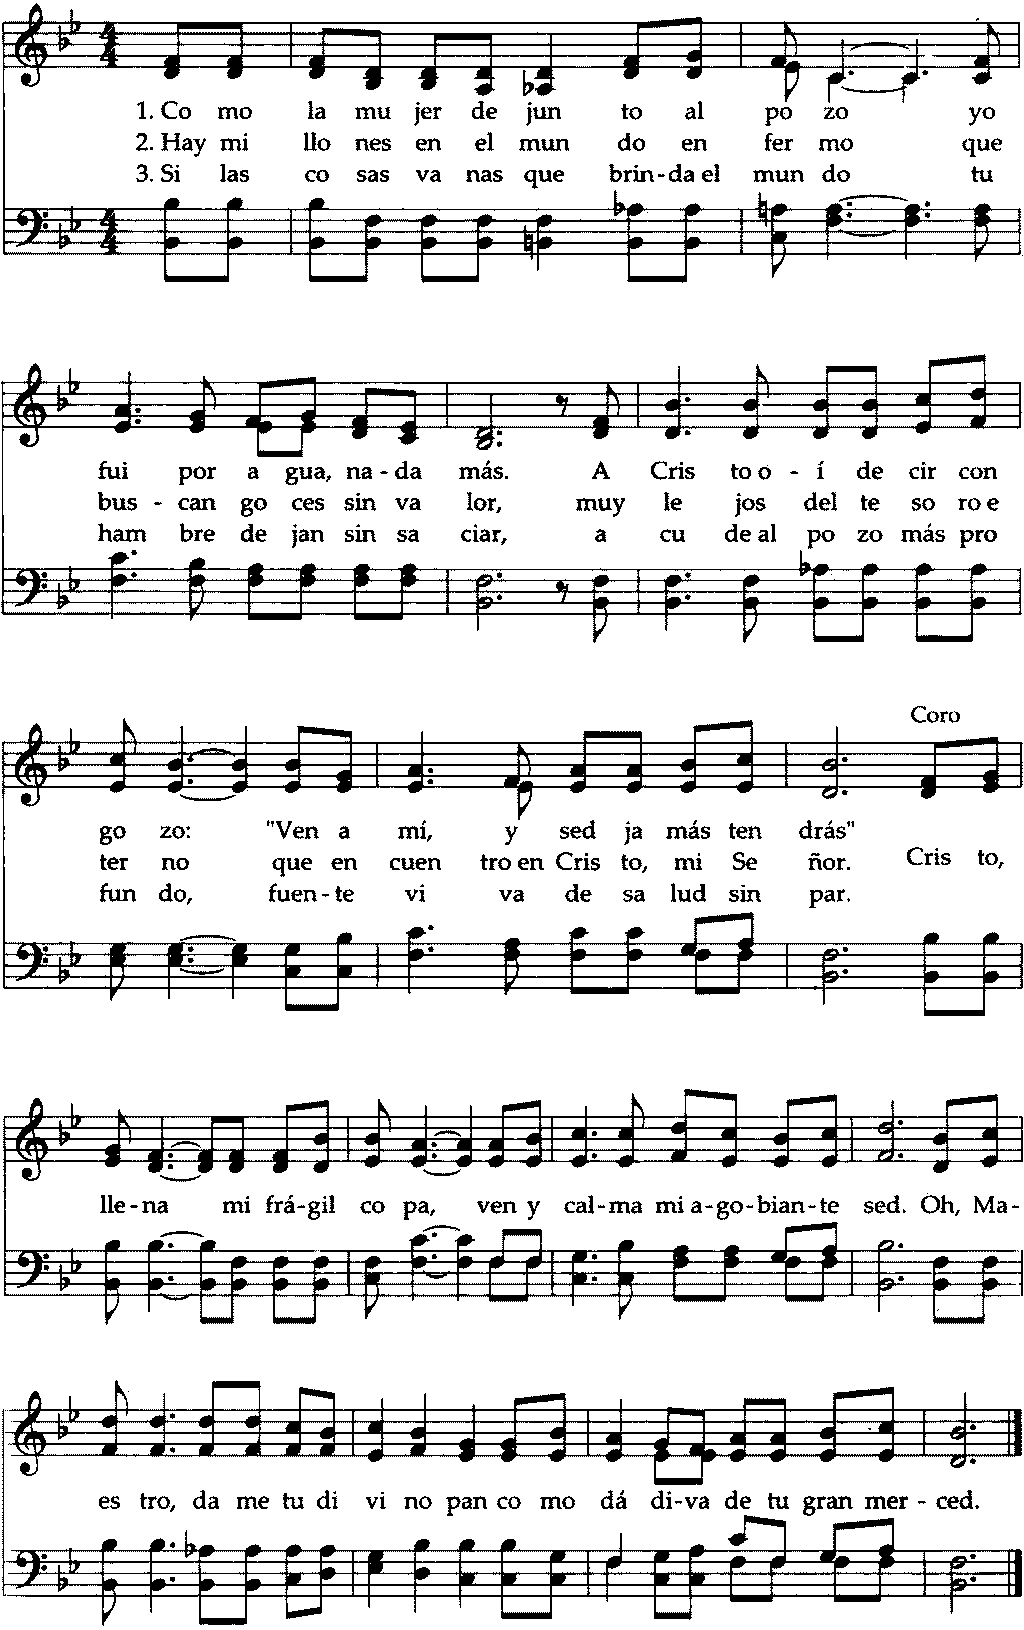 1. Co mo la mu jer de jun to al po zo yo
2. Hay mi llo nes en el mun do en fer mo que
3. Si las co sas va nas que brin-da el mun do tu
fui por a gua, na-da más. A Cris to o - í de cir con
bus - can go ces sin va lor, muy le jos del te so ro e
ham bre de jan sin sa ciar, a cu de al po zo más pro
Coro
go zo: "Ven a mí, y sed ja más ten drás"
ter no que en cuen tro en Cris to, mi Se ñor. Cris to,
fun do, fuen-te vi va de sa lud sin par.
lle-na mi frá-gil co pa, ven y cal-ma mi a-go-bian-te sed. Oh, Ma-
es tro, da me tu di vi no pan co mo dá di-va de tu gran mer-ced.